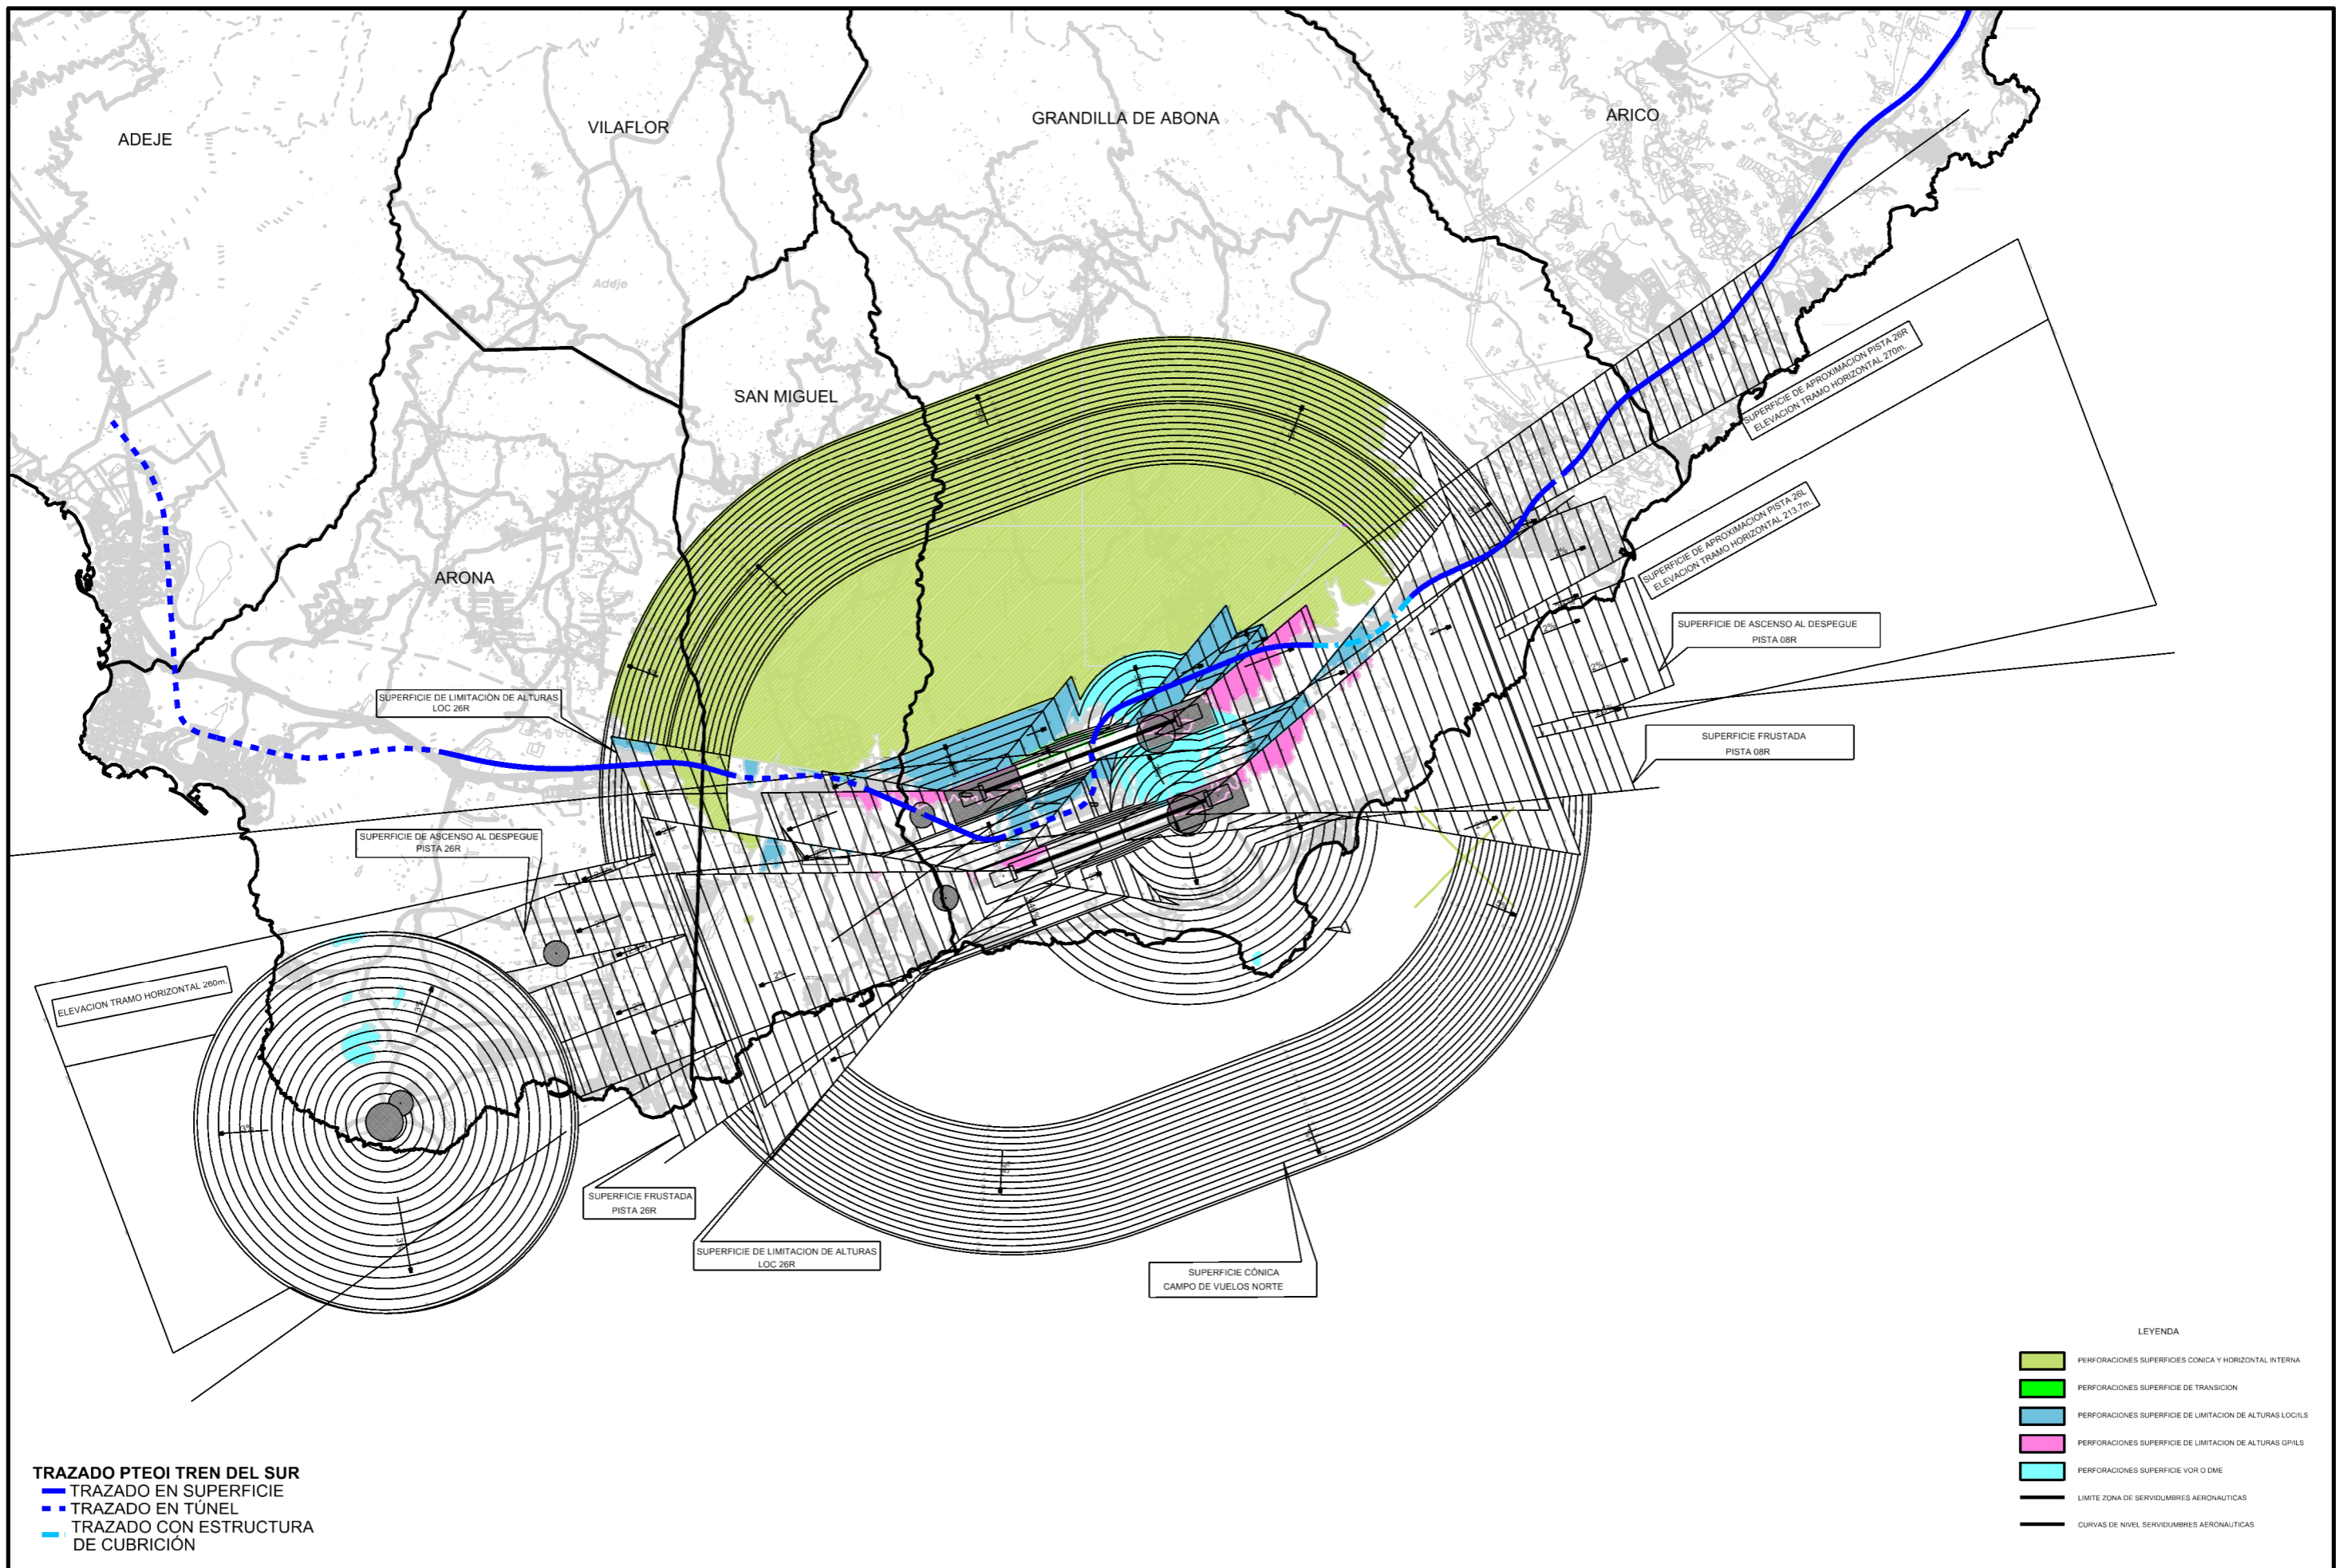 ADEJE
VILAFLOR
GRANDILLA DE ABONA
ARICO
Adeje
SAN MIGUEL
ARONA
SUPERFICIE DE APROXIMACION PISTA 26R
ELEVACION TRAMO HORIZONTAL 270m.
SUPERFICIE DE APROXIMACION PISTA 26L
ELEVACION TRAMO HORIZONTAL 213.7m.
SUPERFICIE DE ASCENSO AL DESPEGUE
PISTA 08R
SUPERFICIE FRUSTADA
PISTA 08R
SUPERFICIE DE LIMITACION DE ALTURAS
LOC 26R
SUPERFICIE DE ASCENSO AL DESPEGUE
PISTA 26R
ELEVACION TRAMO HORIZONTAL 260m.
SUPERFICIE FRUSTADA
PISTA 26R
SUPERFICIE DE LIMITACION DE ALTURAS
LOC 26R
SUPERFICIE CÓNICA
CAMPO DE VUELOS NORTE
LEYENDA
PERFORACIONES SUPERFICIES CONICA Y HORIZONTAL INTERNA
PERFORACIONES SUPERFICIE DE TRANSICION
PERFORACIONES SUPERFICIE DE LIMITACION DE ALTURAS LOC/ILS
PERFORACIONES SUPERFICIE DE LIMITACION DE ALTURAS GP/ILS
PERFORACIONES SUPERFICIE VOR O DME
LIMITE ZONA DE SERVIDUMBRES AERONAUTICAS
CURVAS DE NIVEL SERVIDUMBRES AERONAUTICAS
TRAZADO PTEOI TREN DEL SUR
TRAZADO EN SUPERFICIE
TRAZADO EN TÚNEL
TRAZADO CON ESTRUCTURA
DE CUBRICIÓN